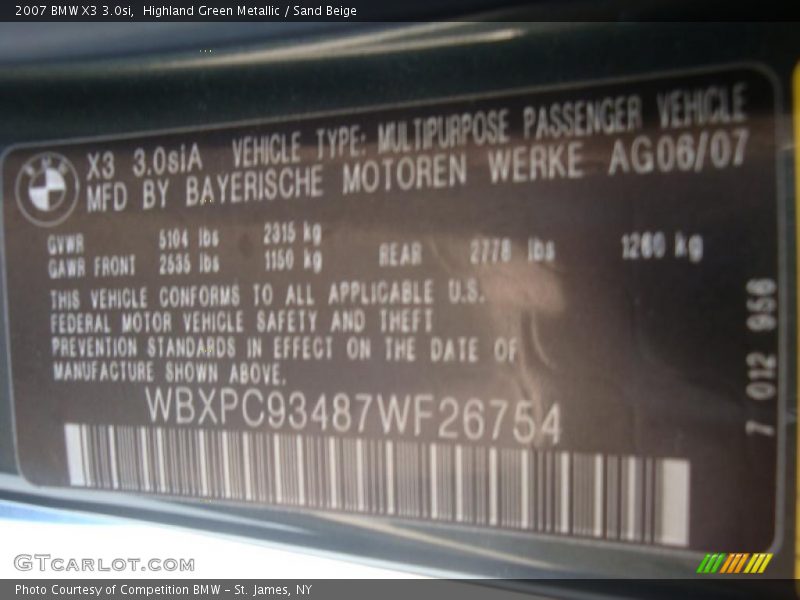 2007 BMW X3 3.0si, Highland Green Metallic / Sand Beige
X3 3.0siA VEHICLE TYPE: MULTIPURPOSE PASSENGER VEHICLE
MFD BY BAYERISCHE MOTOREN WERKE AG 06/07
GVWR 5104 lbs 2315 kg
GAWR FRONT 2535 lbs 1150 kg REAR 2778 lbs 1260 kg
THIS VEHICLE CONFORMS TO ALL APPLICABLE U.S.
FEDERAL MOTOR VEHICLE SAFETY AND THEFT
PREVENTION STANDARDS IN EFFECT ON THE DATE OF
MANUFACTURE SHOWN ABOVE.
WBXPC93487WF26754
7 012 956
GTCARLOT.COM
Photo Courtesy of Competition BMW – St. James, NY